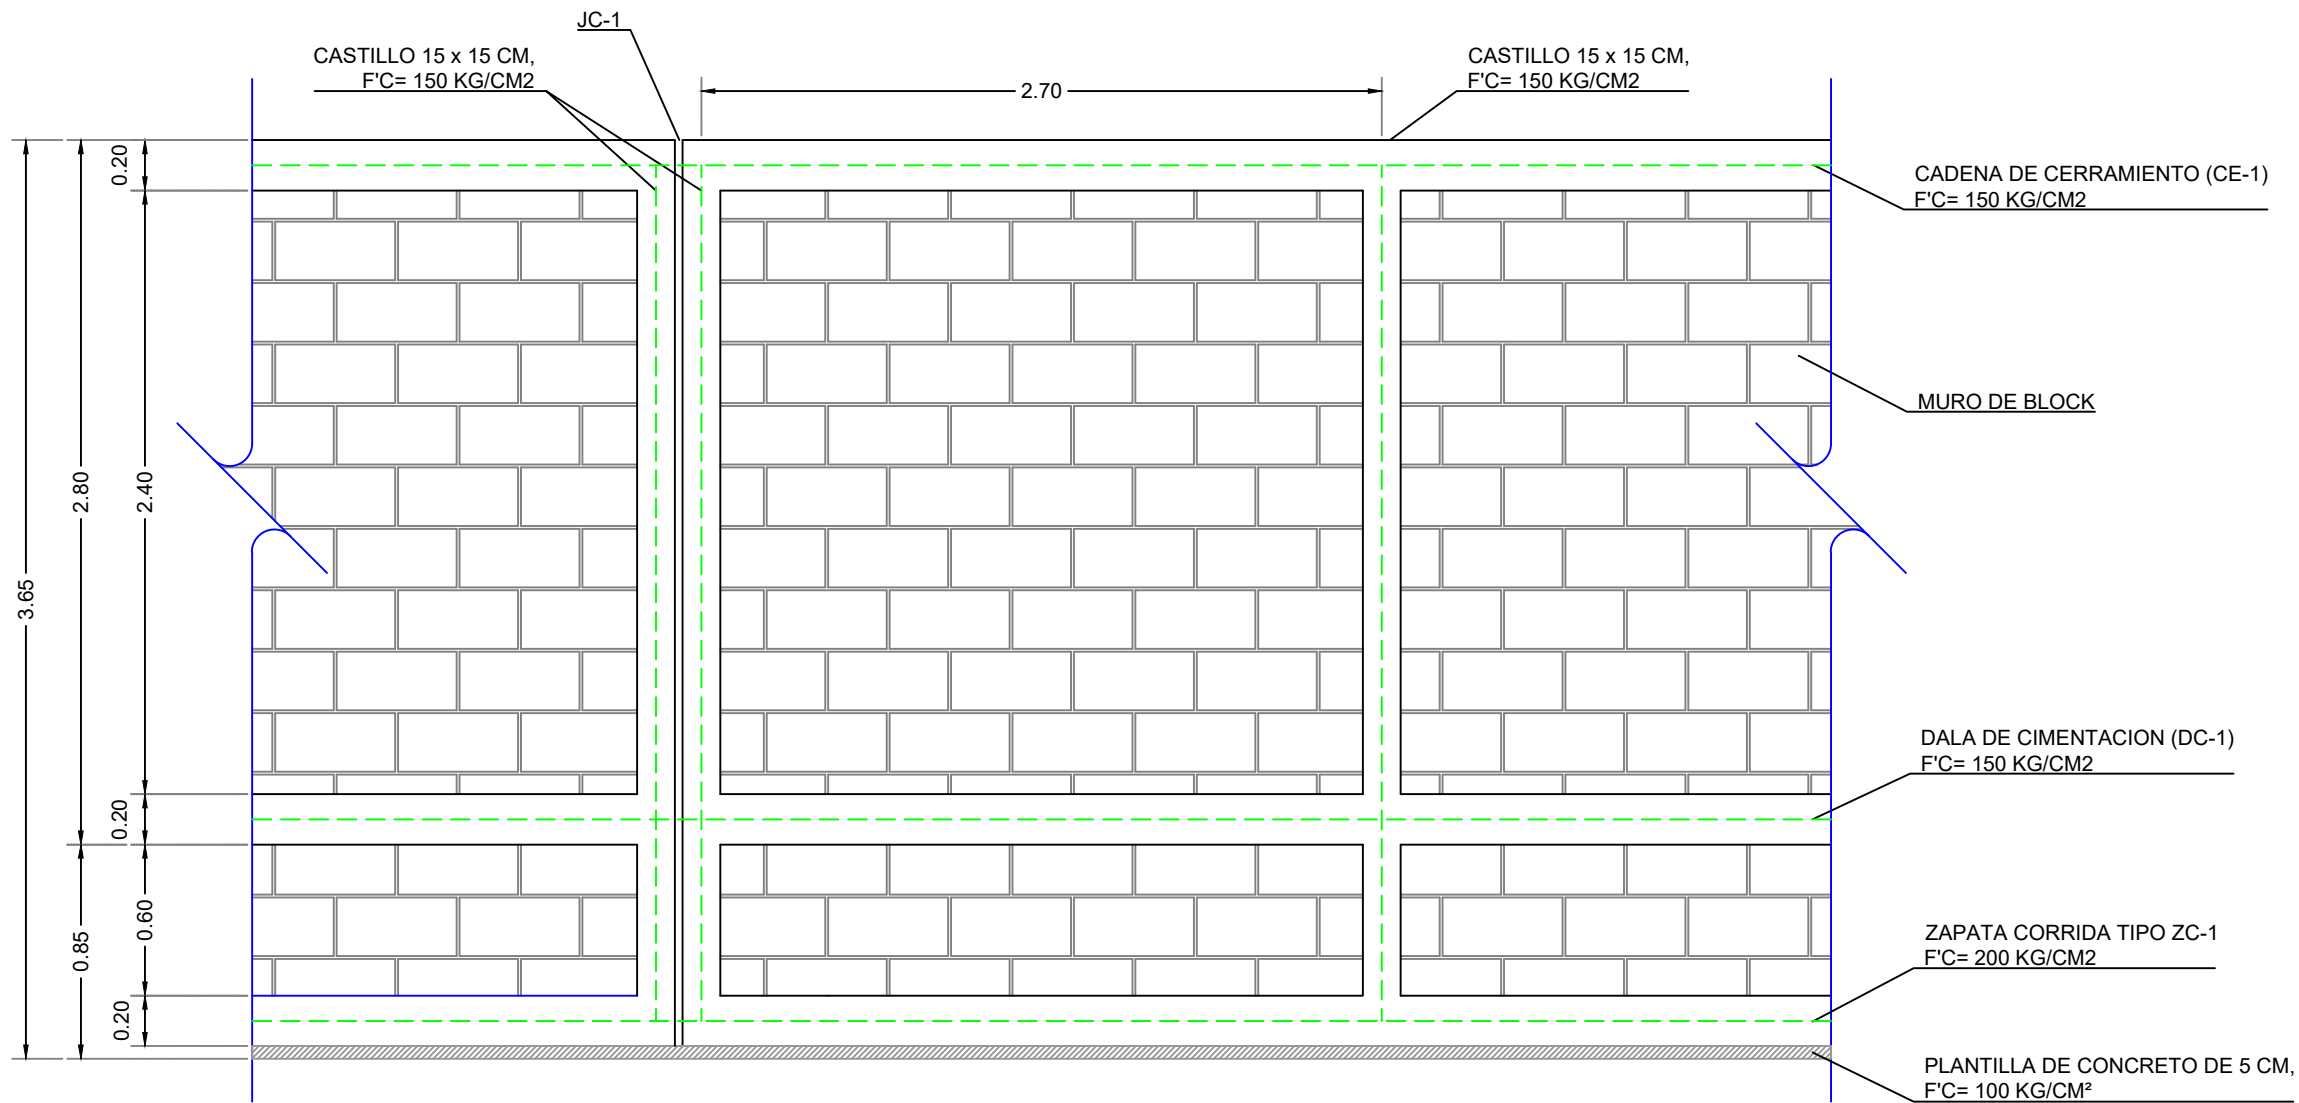 JC-1
CASTILLO 15 x 15 CM,
F'C= 150 KG/CM2
CASTILLO 15 x 15 CM,
F'C= 150 KG/CM2
2.70
0.20
CADENA DE CERRAMIENTO (CE-1)
F'C= 150 KG/CM2
MURO DE BLOCK
2.80
2.40
3.65
DALA DE CIMENTACION (DC-1)
F'C= 150 KG/CM2
0.20
0.60
0.85
ZAPATA CORRIDA TIPO ZC-1
F'C= 200 KG/CM2
0.20
PLANTILLA DE CONCRETO DE 5 CM,
F'C= 100 KG/CM²